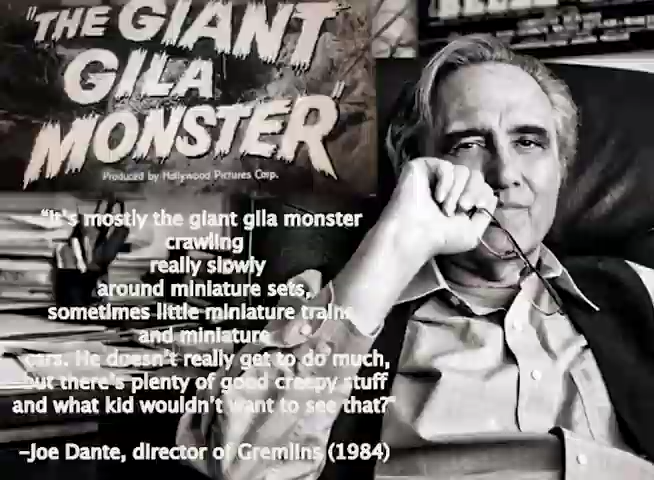 "THE GIANT
GILA
MONSTER"
Produced by Hollywood Pictures Corp.
"It's mostly the giant gila monster
crawling
really slowly
around miniature sets,
sometimes little miniature trains
and miniature
cars. He doesn't really get to do much,
but there's plenty of good creepy stuff
and what kid wouldn't want to see that?"
–Joe Dante, director of Gremlins (1984)